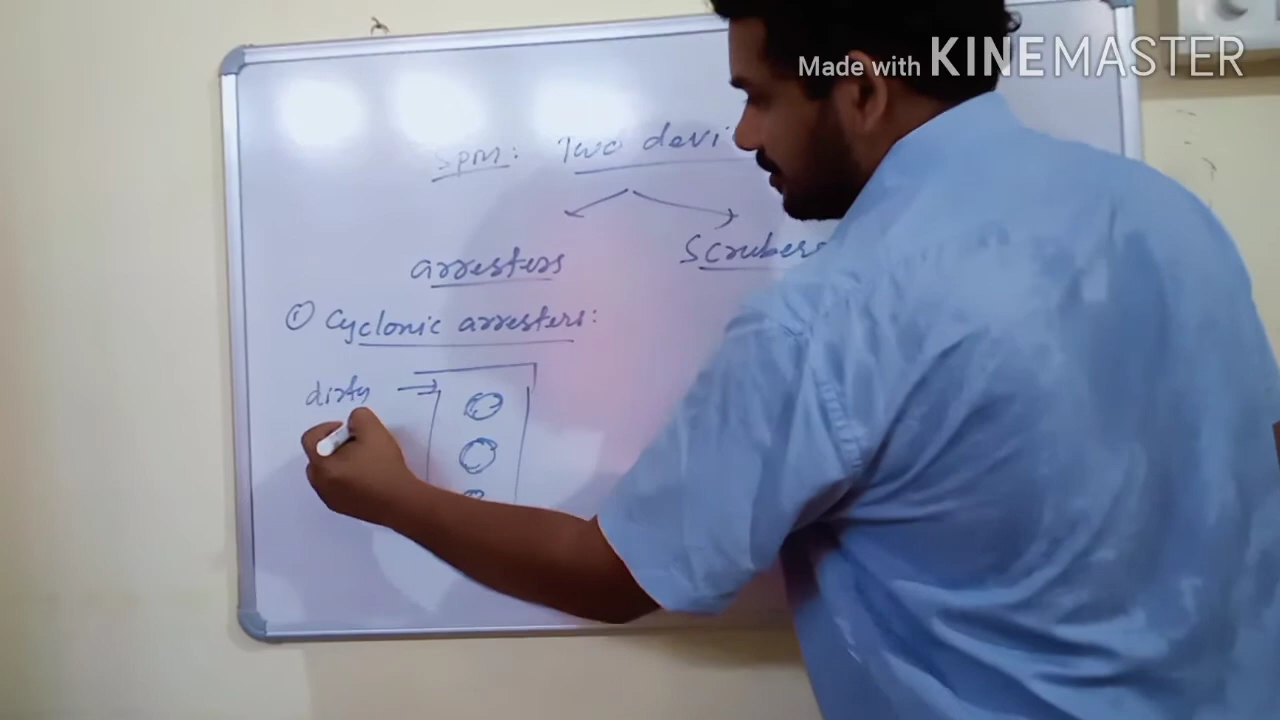 Made with KINEMASTER
SPM: Two devi
arresters Scrubers
① Cyclonic arresters:
dirty